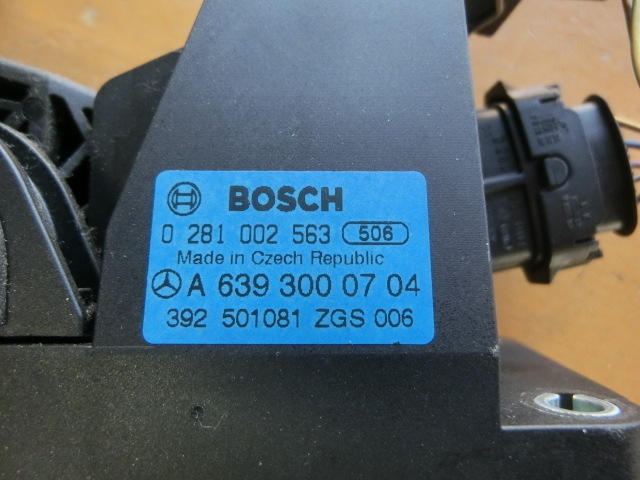 BOSCH
0 281 002 563 506
Made in Czech Republic
A 639 300 07 04
392 501081 ZGS 006